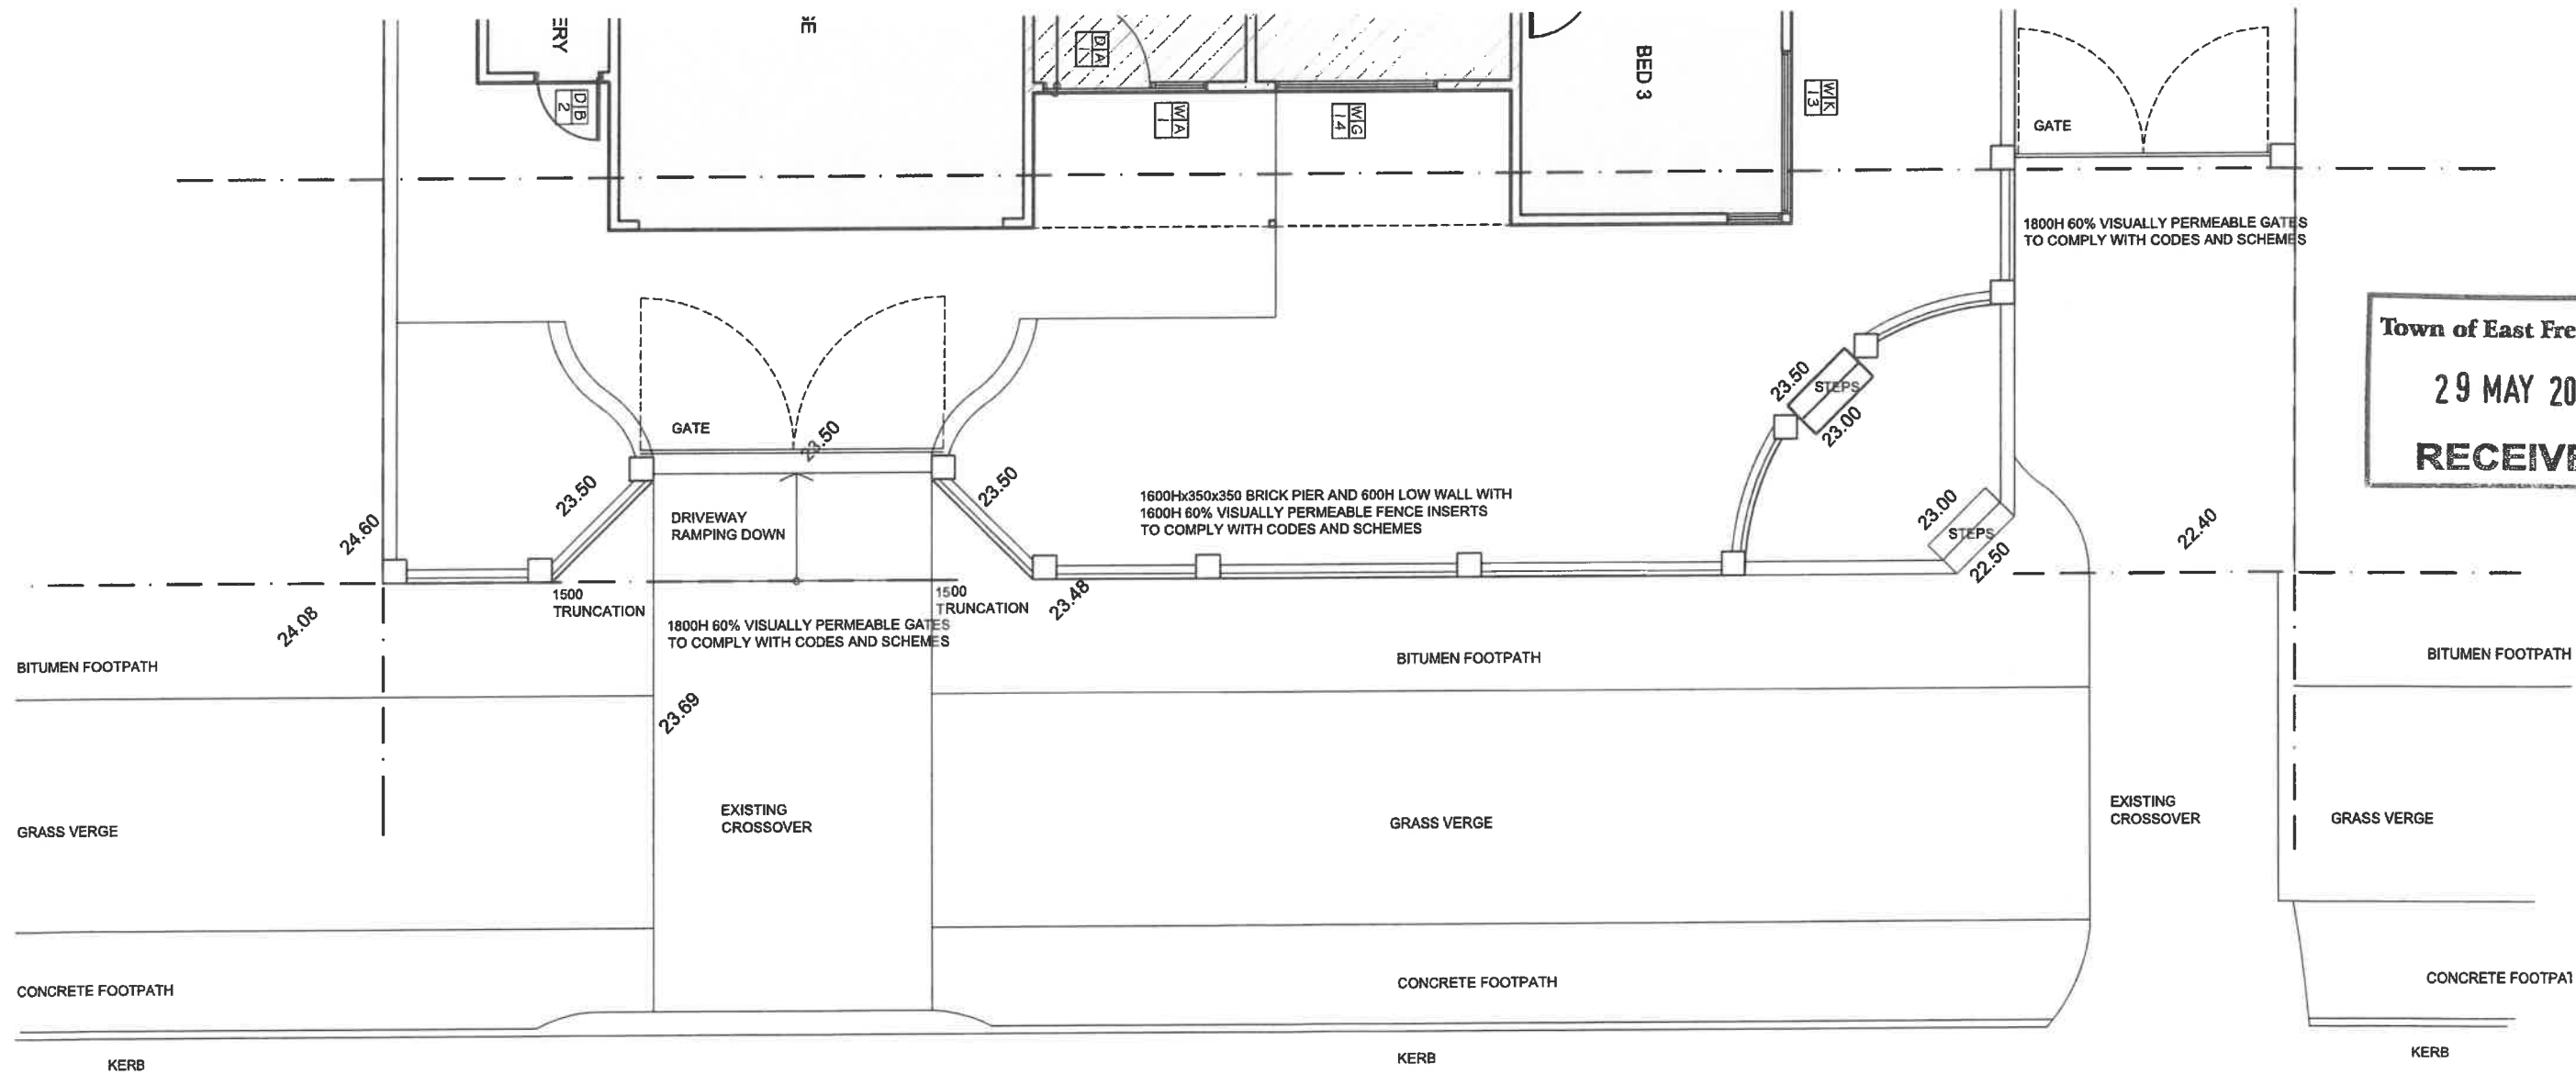 ERY
D B
2
D A
1
W A
1
W G
14
BED 3
W K
13
GATE
1800H 60% VISUALLY PERMEABLE GATES
TO COMPLY WITH CODES AND SCHEMES
Town of East Fre
29 MAY 20
RECEIVE
GATE
23.50
23.50
23.50
DRIVEWAY
RAMPING DOWN
1600Hx350x350 BRICK PIER AND 600H LOW WALL WITH
1600H 60% VISUALLY PERMEABLE FENCE INSERTS
TO COMPLY WITH CODES AND SCHEMES
23.50
STEPS
23.00
23.00
STEPS
22.50
22.40
24.60
24.08
1500
TRUNCATION
1500
TRUNCATION
23.48
1800H 60% VISUALLY PERMEABLE GATES
TO COMPLY WITH CODES AND SCHEMES
BITUMEN FOOTPATH
BITUMEN FOOTPATH
BITUMEN FOOTPATH
23.69
EXISTING
CROSSOVER
EXISTING
CROSSOVER
GRASS VERGE
GRASS VERGE
GRASS VERGE
CONCRETE FOOTPATH
CONCRETE FOOTPATH
CONCRETE FOOTPAT
KERB
KERB
KERB